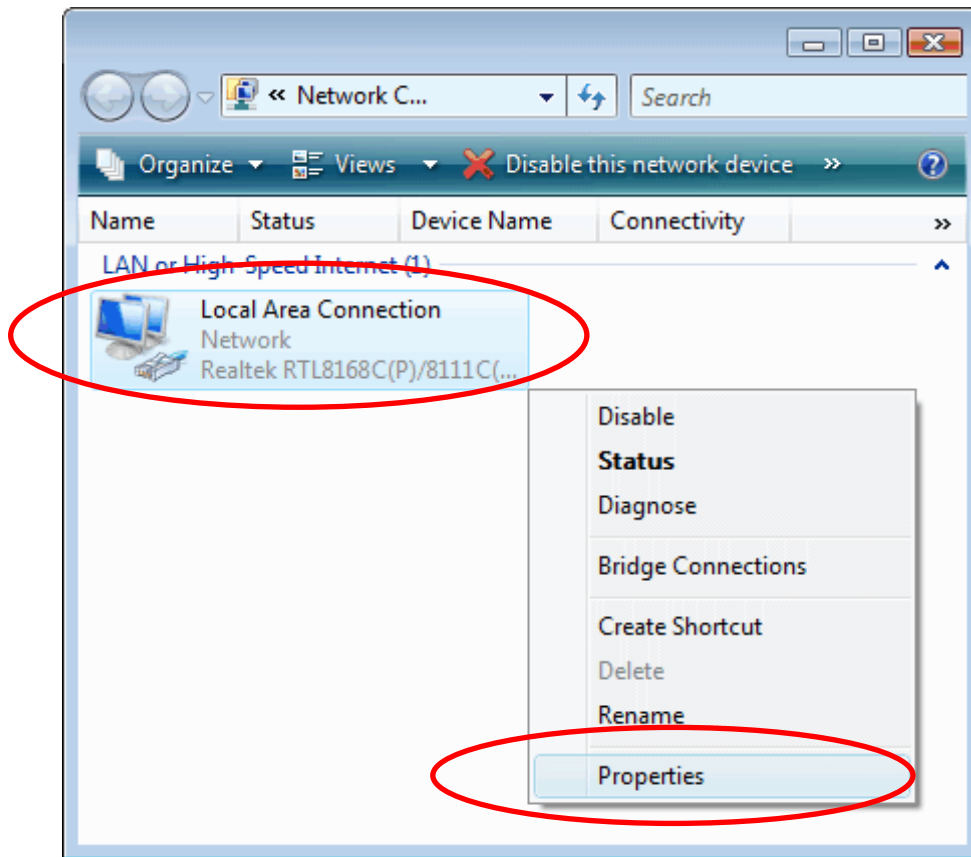 « Network C...
Search
Organize Views Disable this network device »
Name Status Device Name Connectivity »
LAN or High-Speed Internet (1)
Local Area Connection
Network
Realtek RTL8168C(P)/8111C(...
Disable
Status
Diagnose
Bridge Connections
Create Shortcut
Delete
Rename
Properties